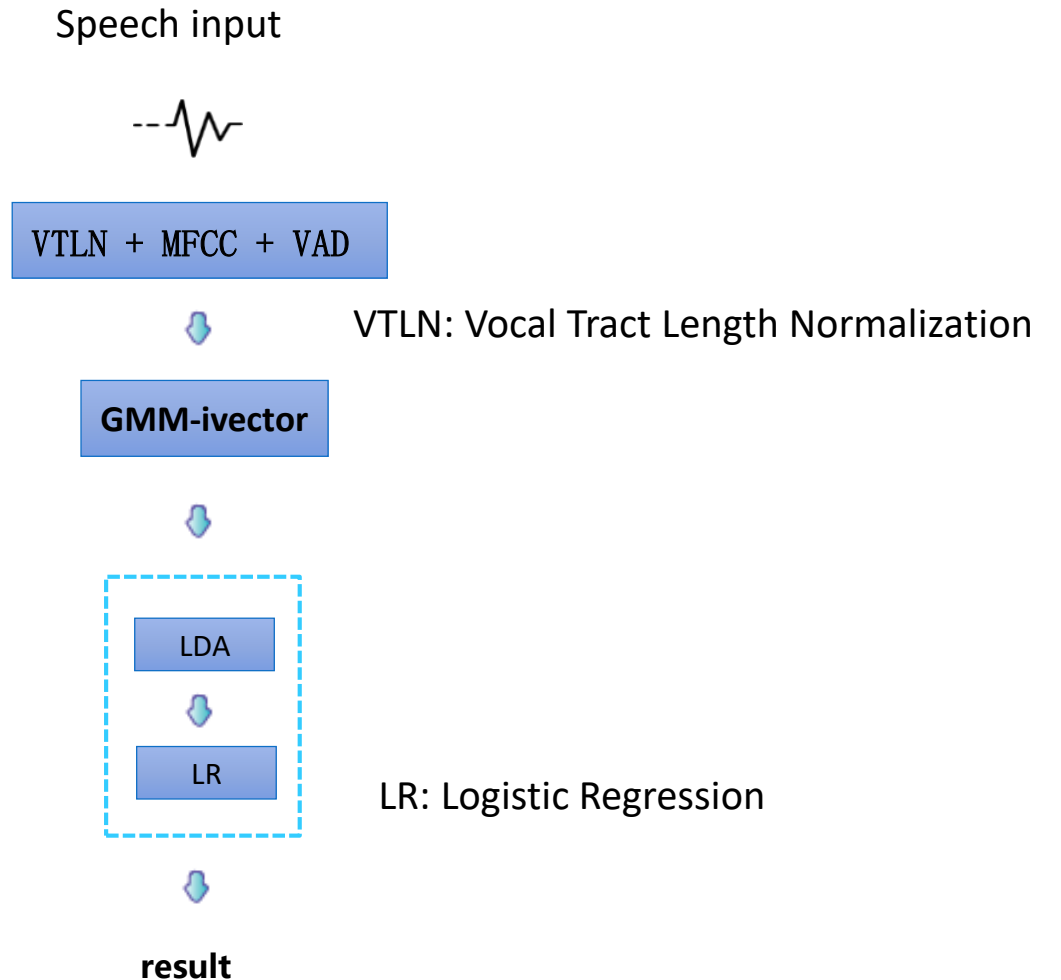 Speech input
VTLN + MFCC + VAD
VTLN: Vocal Tract Length Normalization
GMM-ivector
LDA
LR
LR: Logistic Regression
result